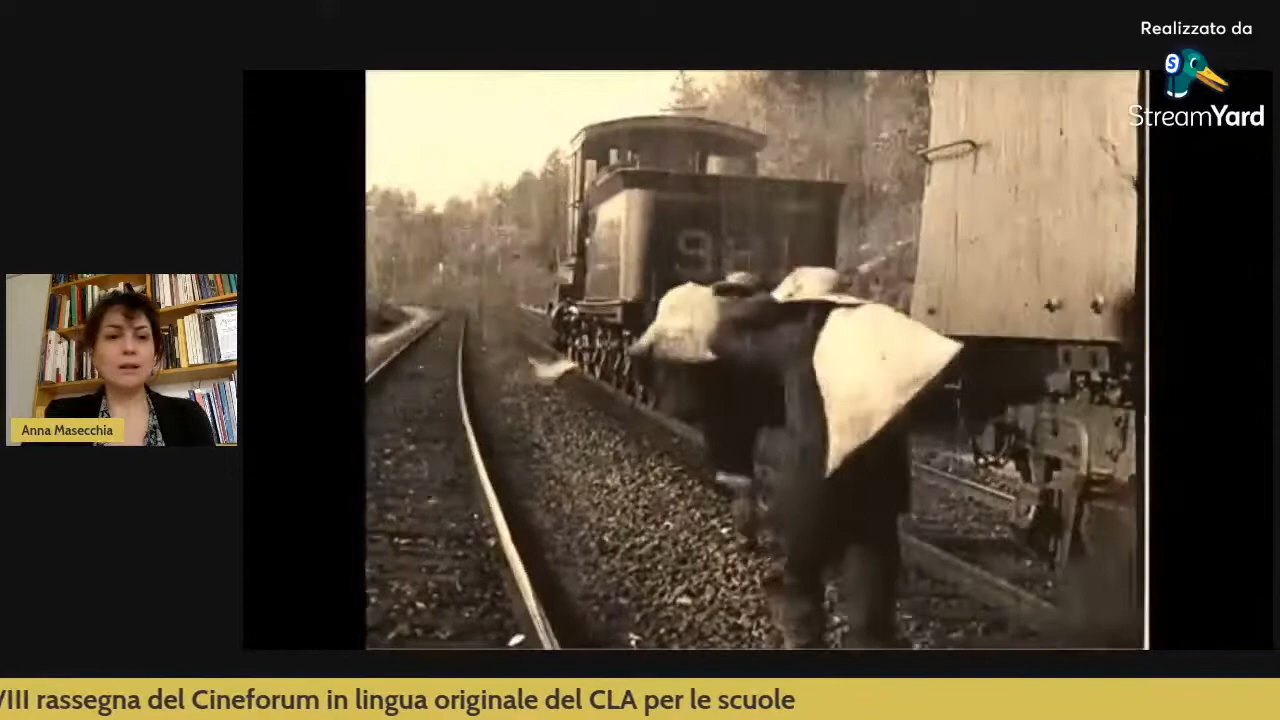 Realizzato da
StreamYard
Anna Masecchia
VIII rassegna del Cineforum in lingua originale del CLA per le scuole